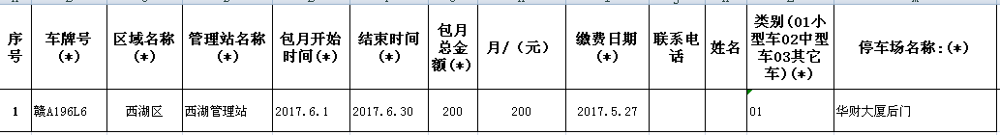 序号 车牌号(*) 区域名称(*) 管理站名称(*) 包月开始时间(*) 结束时间(*) 包月总金额(*) 月/（元） 缴费日期(*) 联系电话 姓名 类别(01小型车02中型车03其它车)(*) 停车场名称:(*)
1 赣A196L6 西湖区 西湖管理站 2017.6.1 2017.6.30 200 200 2017.5.27 01 华财大厦后门